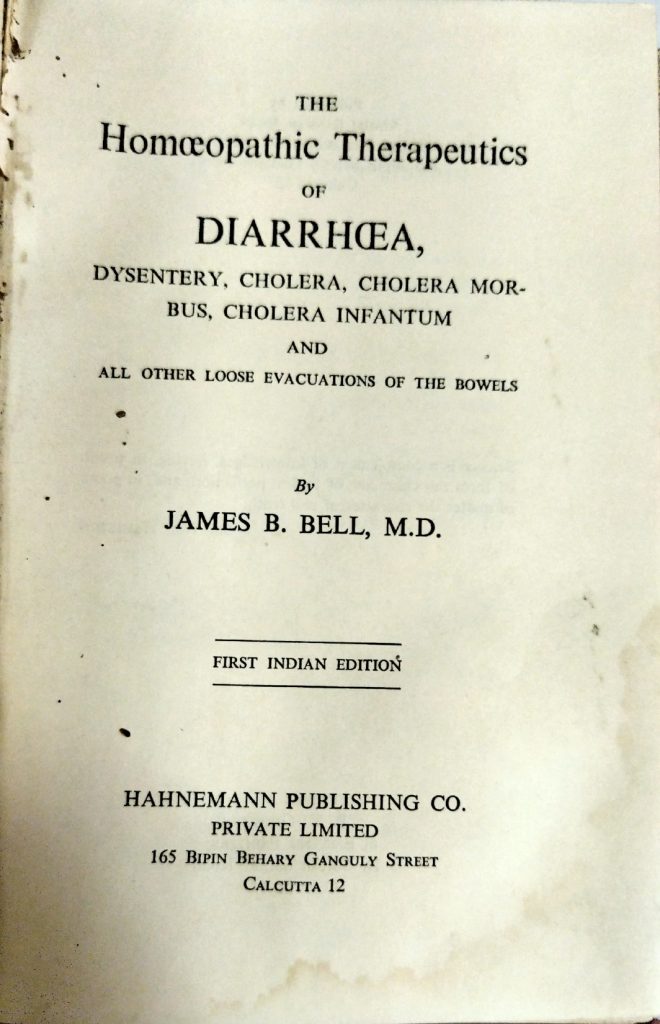 THE
Homœopathic Therapeutics
OF
DIARRHŒA,
DYSENTERY, CHOLERA, CHOLERA MOR-
BUS, CHOLERA INFANTUM
AND
ALL OTHER LOOSE EVACUATIONS OF THE BOWELS
By
JAMES B. BELL, M.D.
FIRST INDIAN EDITION
HAHNEMANN PUBLISHING CO.
PRIVATE LIMITED
165 BIPIN BEHARY GANGULY STREET
CALCUTTA 12